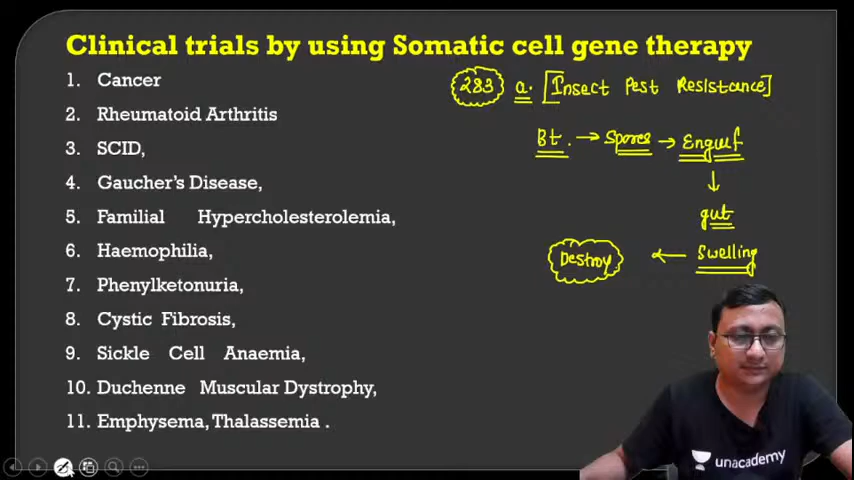 Clinical trials by using Somatic cell gene therapy
1. Cancer
2. Rheumatoid Arthritis
3. SCID,
4. Gaucher's Disease,
5. Familial Hypercholesterolemia,
6. Haemophilia,
7. Phenylketonuria,
8. Cystic Fibrosis,
9. Sickle Cell Anaemia,
10. Duchenne Muscular Dystrophy,
11. Emphysema, Thalassemia .
283 a. [Insect Pest Resistance]
Bt. → Spores → Engulf
↓
gut
Destroy ← Swelling
unacademy